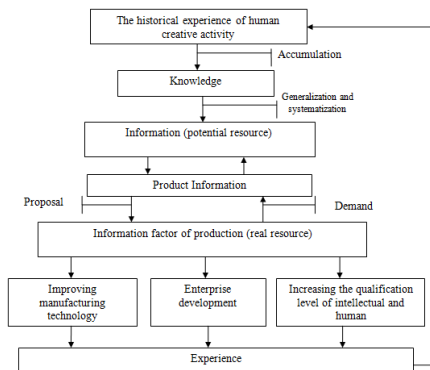 The historical experience of human
creative activity
Accumulation
Knowledge
Generalization and
systematization
Information (potential resource)
Product Information
Proposal
Demand
Information factor of production (real resource)
Improving
manufacturing
technology
Enterprise
development
Increasing the qualification
level of intellectual and
human
Experience